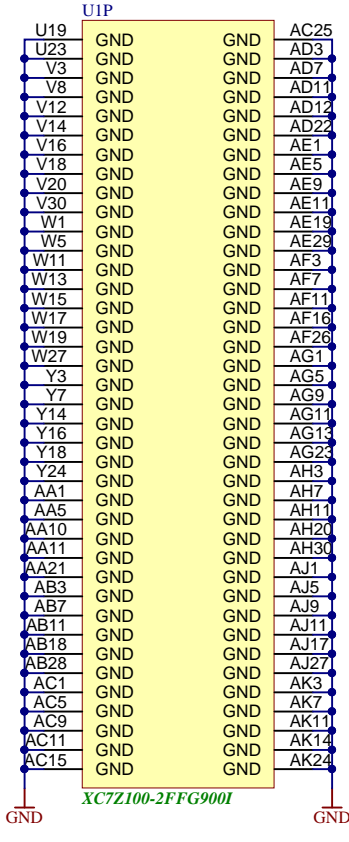 U1P
U19 GND GND AC25
U23 GND GND AD3
V3 GND GND AD7
V8 GND GND AD11
V12 GND GND AD12
V14 GND GND AD22
V16 GND GND AE1
V18 GND GND AE5
V20 GND GND AE9
V30 GND GND AE11
W1 GND GND AE19
W5 GND GND AE29
W11 GND GND AF3
W13 GND GND AF7
W15 GND GND AF11
W17 GND GND AF16
W19 GND GND AF26
W27 GND GND AG1
Y3 GND GND AG5
Y7 GND GND AG9
Y14 GND GND AG11
Y16 GND GND AG13
Y18 GND GND AG23
Y24 GND GND AH3
AA1 GND GND AH7
AA5 GND GND AH11
AA10 GND GND AH20
AA11 GND GND AH30
AA21 GND GND AJ1
AB3 GND GND AJ5
AB7 GND GND AJ9
AB11 GND GND AJ11
AB18 GND GND AJ17
AB28 GND GND AJ27
AC1 GND GND AK3
AC5 GND GND AK7
AC9 GND GND AK11
AC11 GND GND AK14
AC15 GND GND AK24
XC7Z100-2FFG900I
GND GND